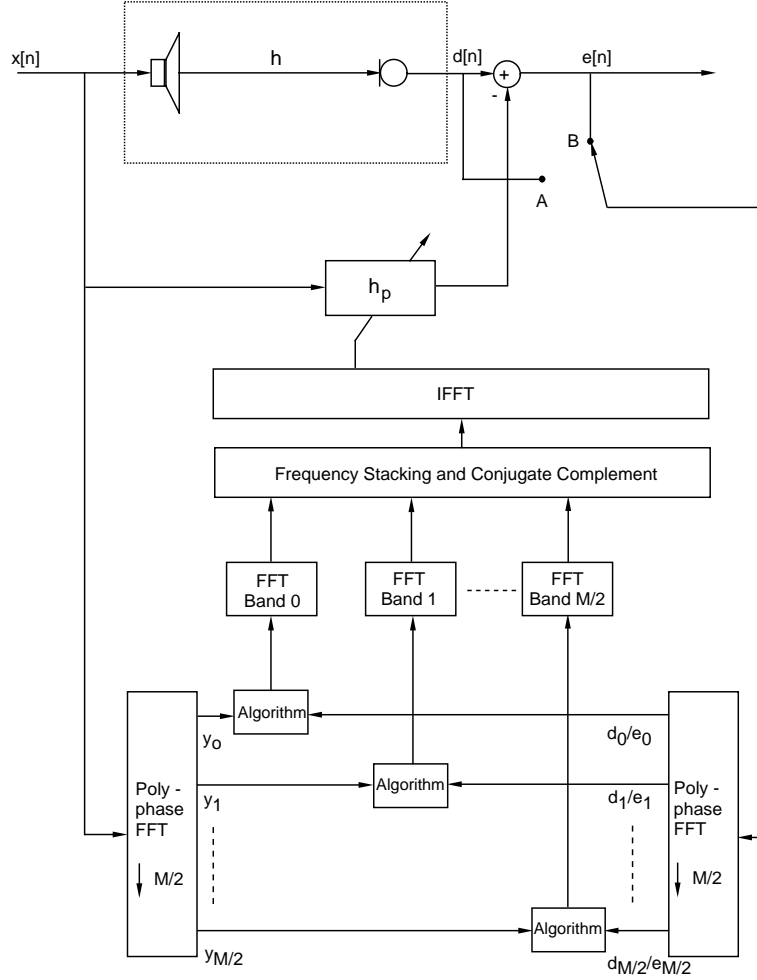 x[n]
h
d[n]
+
-
e[n]
B
A
h_p
IFFT
Frequency Stacking and Conjugate Complement
FFT
Band 0
FFT
Band 1
FFT
Band M/2
Algorithm
y_o
d_0/e_0
Poly -
phase
FFT
M/2
Algorithm
y_1
d_1/e_1
Poly -
phase
FFT
M/2
Algorithm
y_M/2
d_M/2/e_M/2